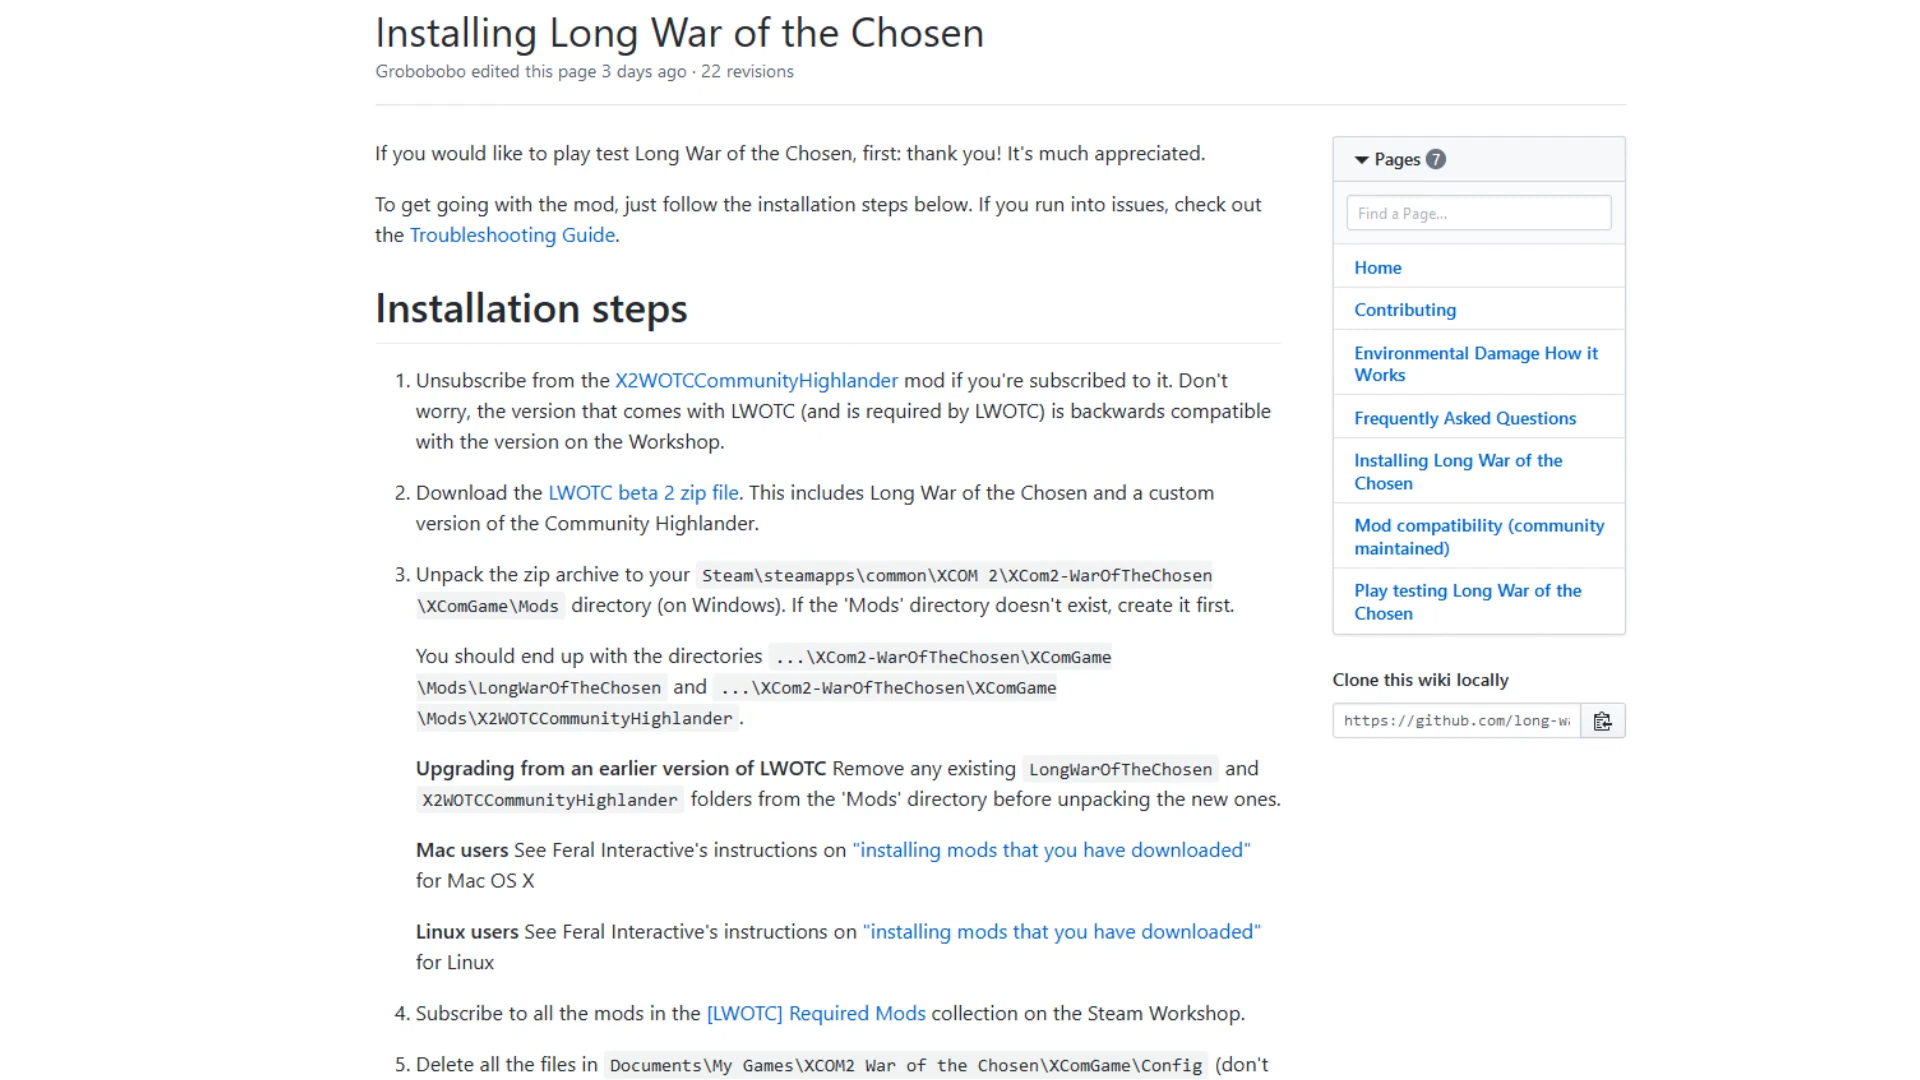 Installing Long War of the Chosen
Grobobobo edited this page 3 days ago · 22 revisions
If you would like to play test Long War of the Chosen, first: thank you! It's much appreciated.
To get going with the mod, just follow the installation steps below. If you run into issues, check out
the Troubleshooting Guide.
Installation steps
1. Unsubscribe from the X2WOTCCommunityHighlander mod if you're subscribed to it. Don't
worry, the version that comes with LWOTC (and is required by LWOTC) is backwards compatible
with the version on the Workshop.
2. Download the LWOTC beta 2 zip file. This includes Long War of the Chosen and a custom
version of the Community Highlander.
3. Unpack the zip archive to your Steam\steamapps\common\XCOM 2\XCom2-WarOfTheChosen
\XComGame\Mods directory (on Windows). If the 'Mods' directory doesn't exist, create it first.
You should end up with the directories ...\XCom2-WarOfTheChosen\XComGame
\Mods\LongWarOfTheChosen and ...\XCom2-WarOfTheChosen\XComGame
\Mods\X2WOTCCommunityHighlander.
Upgrading from an earlier version of LWOTC Remove any existing LongWarOfTheChosen and
X2WOTCCommunityHighlander folders from the 'Mods' directory before unpacking the new ones.
Mac users See Feral Interactive's instructions on "installing mods that you have downloaded"
for Mac OS X
Linux users See Feral Interactive's instructions on "installing mods that you have downloaded"
for Linux
4. Subscribe to all the mods in the [LWOTC] Required Mods collection on the Steam Workshop.
5. Delete all the files in Documents\My Games\XCOM2 War of the Chosen\XComGame\Config (don't
Pages 7
Find a Page...
Home
Contributing
Environmental Damage How it
Works
Frequently Asked Questions
Installing Long War of the
Chosen
Mod compatibility (community
maintained)
Play testing Long War of the
Chosen
Clone this wiki locally
https://github.com/long-w